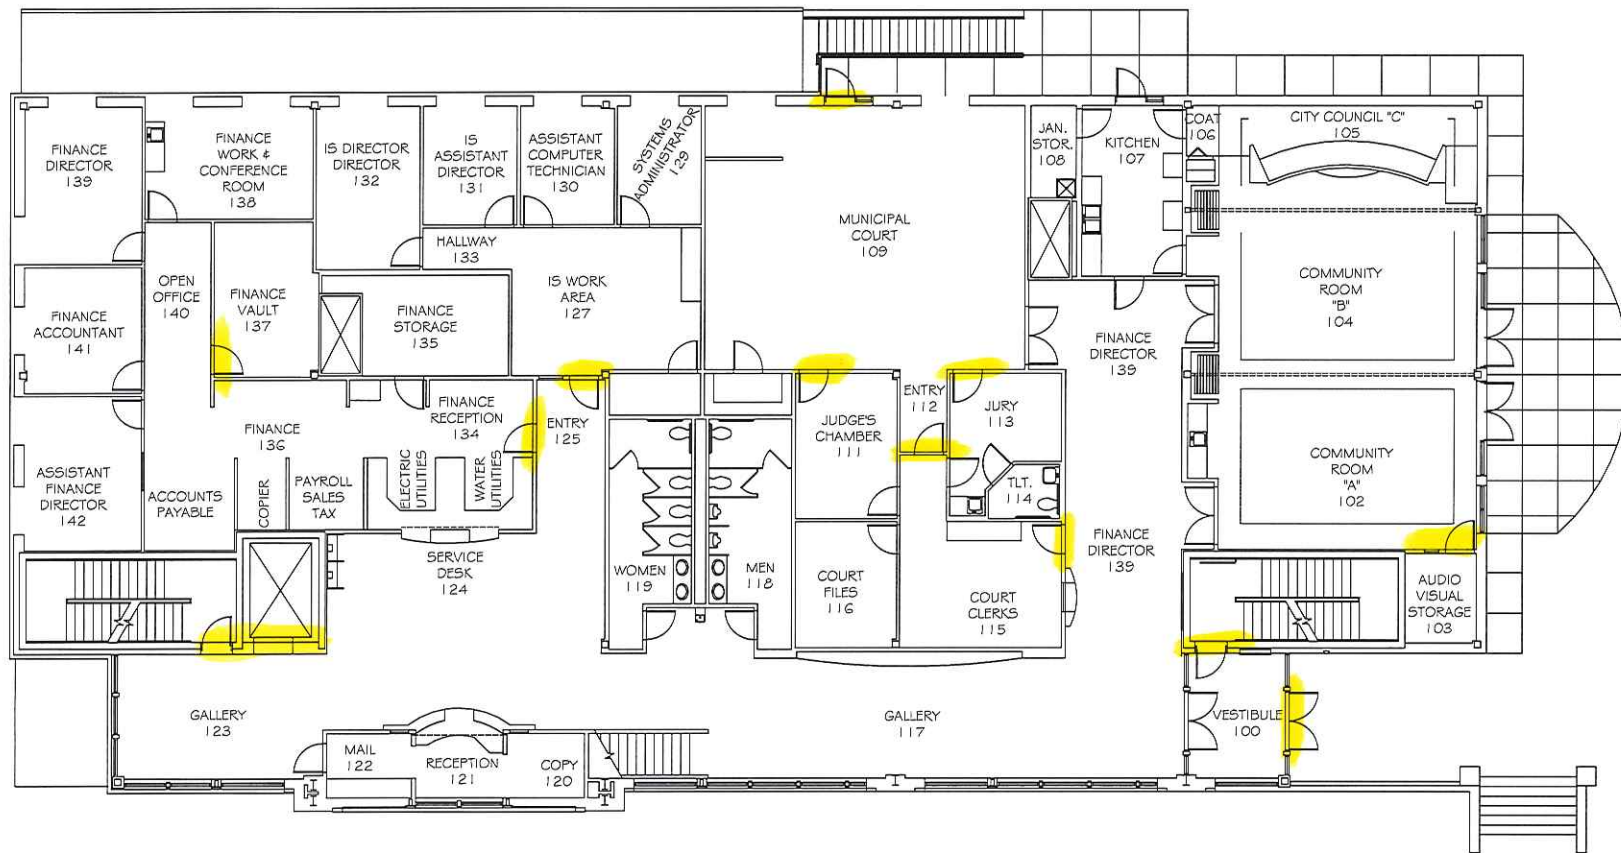 FINANCE
DIRECTOR
139
FINANCE
WORK &
CONFERENCE
ROOM
138
IS DIRECTOR
DIRECTOR
132
IS
ASSISTANT
DIRECTOR
131
ASSISTANT
COMPUTER
TECHNICIAN
130
SYSTEMS
ADMINISTRATOR
129
MUNICIPAL
COURT
109
JAN.
STOR.
108
KITCHEN
107
COAT
106
CITY COUNCIL "C"
105
HALLWAY
133
OPEN
OFFICE
140
FINANCE
VAULT
137
IS WORK
AREA
127
FINANCE
STORAGE
135
FINANCE
ACCOUNTANT
141
COMMUNITY
ROOM
"B"
104
FINANCE
DIRECTOR
139
FINANCE
136
FINANCE
RECEPTION
134
ENTRY
125
JUDGE'S
CHAMBER
111
ENTRY
112
JURY
113
TLT.
114
COMMUNITY
ROOM
"A"
102
ASSISTANT
FINANCE
DIRECTOR
142
ACCOUNTS
PAYABLE
COPIER
PAYROLL
SALES
TAX
ELECTRIC
UTILITIES
WATER
UTILITIES
SERVICE
DESK
124
WOMEN
119
MEN
118
COURT
FILES
116
COURT
CLERKS
115
FINANCE
DIRECTOR
139
AUDIO
VISUAL
STORAGE
103
GALLERY
123
MAIL
122
RECEPTION
121
COPY
120
GALLERY
117
VESTIBULE
100